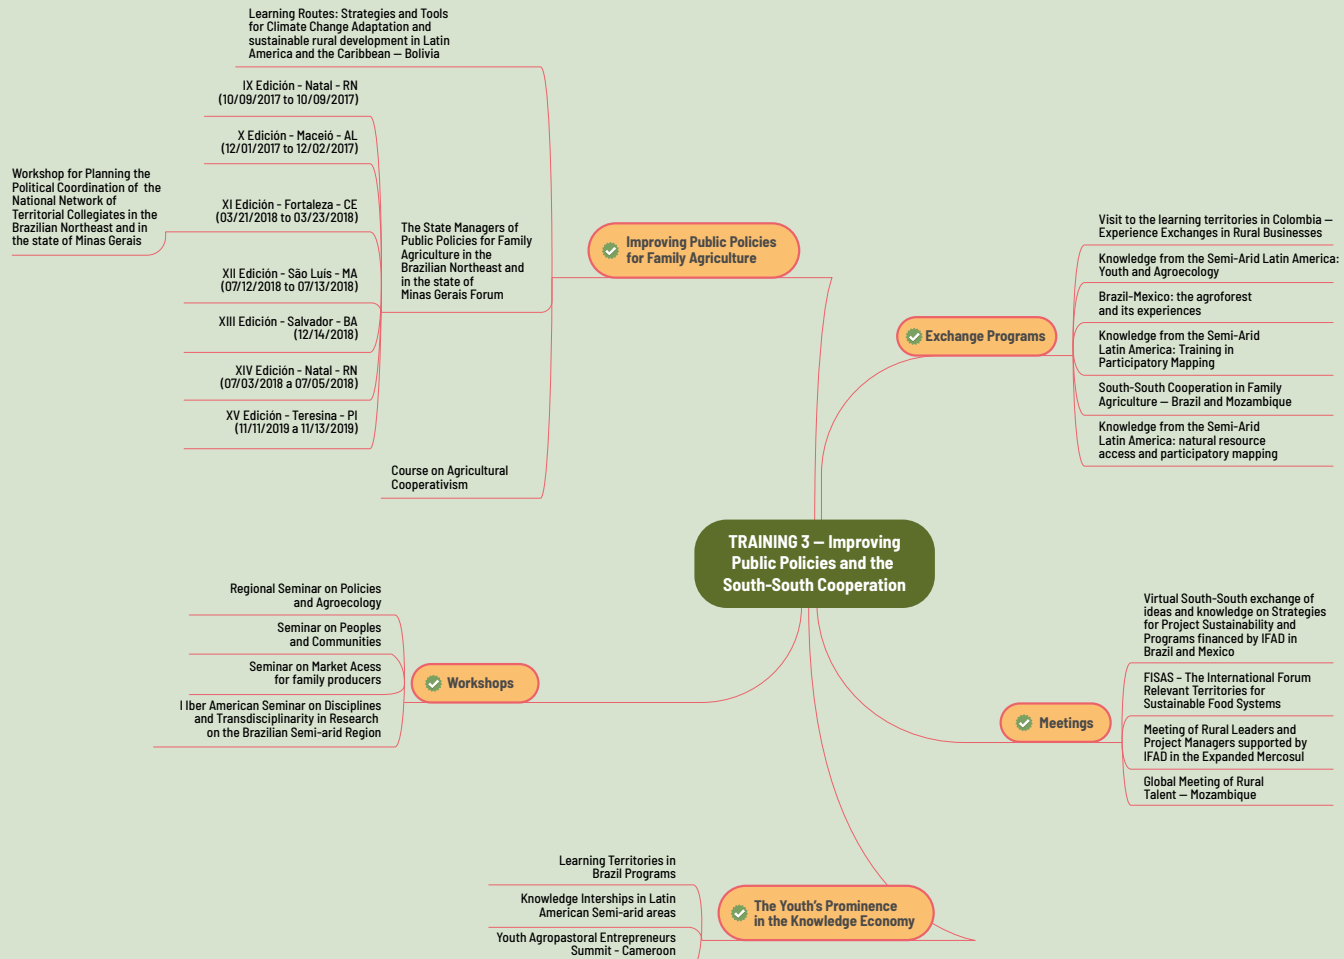 Learning Routes: Strategies and Tools
for Climate Change Adaptation and
sustainable rural development in Latin
America and the Caribbean — Bolivia
IX Edición - Natal - RN
(10/09/2017 to 10/09/2017)
X Edición - Maceió - AL
(12/01/2017 to 12/02/2017)
Workshop for Planning the
Political Coordination of the
National Network of
Territorial Collegiates in the
Brazilian Northeast and in
the state of Minas Gerais
XI Edición - Fortaleza - CE
(03/21/2018 to 03/23/2018)
XII Edición - São Luís - MA
(07/12/2018 to 07/13/2018)
XIII Edición - Salvador - BA
(12/14/2018)
XIV Edición - Natal - RN
(07/03/2018 a 07/05/2018)
XV Edición - Teresina - PI
(11/11/2019 a 11/13/2019)
The State Managers of
Public Policies for Family
Agriculture in the
Brazilian Northeast and
in the state of
Minas Gerais Forum
Course on Agricultural
Cooperativism
Improving Public Policies
for Family Agriculture
Exchange Programs
Visit to the learning territories in Colombia —
Experience Exchanges in Rural Businesses
Knowledge from the Semi-Arid Latin America:
Youth and Agroecology
Brazil-Mexico: the agroforest
and its experiences
Knowledge from the Semi-Arid
Latin America: Training in
Participatory Mapping
South-South Cooperation in Family
Agriculture — Brazil and Mozambique
Knowledge from the Semi-Arid
Latin America: natural resource
access and participatory mapping
TRAINING 3 — Improving
Public Policies and the
South-South Cooperation
Regional Seminar on Policies
and Agroecology
Seminar on Peoples
and Communities
Seminar on Market Acess
for family producers
I Iber American Seminar on Disciplines
and Transdisciplinarity in Research
on the Brazilian Semi-arid Region
Workshops
Meetings
Virtual South-South exchange of
ideas and knowledge on Strategies
for Project Sustainability and
Programs financed by IFAD in
Brazil and Mexico
FISAS – The International Forum
Relevant Territories for
Sustainable Food Systems
Meeting of Rural Leaders and
Project Managers supported by
IFAD in the Expanded Mercosul
Global Meeting of Rural
Talent — Mozambique
Learning Territories in
Brazil Programs
Knowledge Interships in Latin
American Semi-arid areas
Youth Agropastoral Entrepreneurs
Summit - Cameroon
The Youth's Prominence
in the Knowledge Economy